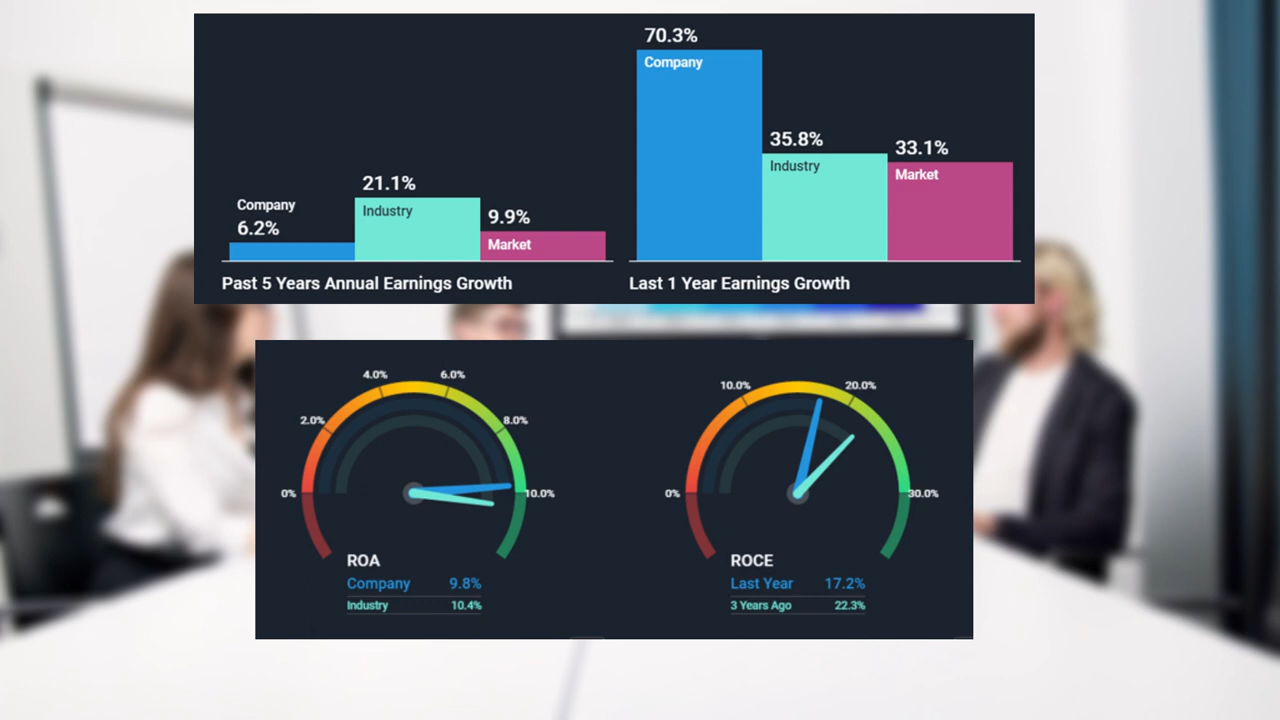 70.3%
Company
35.8%
Industry
33.1%
Market
21.1%
Industry
Company
6.2%
9.9%
Market
Past 5 Years Annual Earnings Growth
Last 1 Year Earnings Growth
4.0% 6.0%
2.0% 8.0%
0% 10.0%
ROA
Company 9.8%
Industry 10.4%
10.0% 20.0%
0% 30.0%
ROCE
Last Year 17.2%
3 Years Ago 22.3%